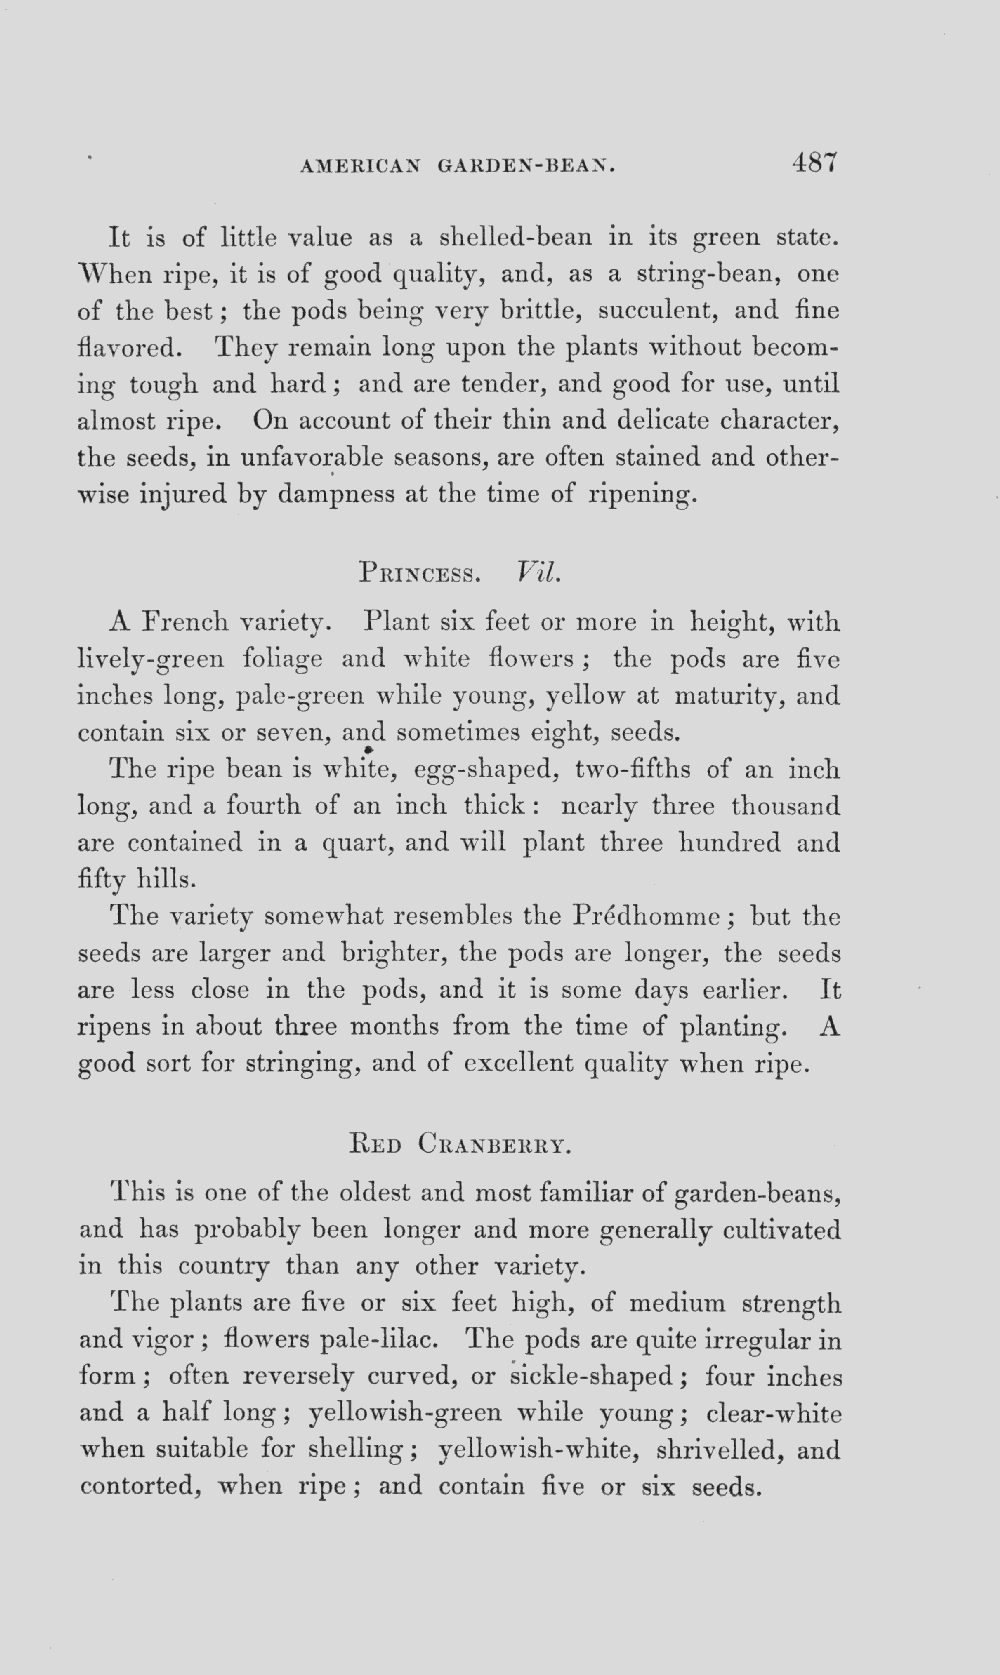 AMERICAN GARDEN-BEAN. 487
It is of little value as a shelled-bean in its green state.
When ripe, it is of good quality, and, as a string-bean, one
of the best; the pods being very brittle, succulent, and fine
flavored. They remain long upon the plants without becom-
ing tough and hard; and are tender, and good for use, until
almost ripe. On account of their thin and delicate character,
the seeds, in unfavorable seasons, are often stained and other-
wise injured by dampness at the time of ripening.
PRINCESS. Vil.
A French variety. Plant six feet or more in height, with
lively-green foliage and white flowers; the pods are five
inches long, pale-green while young, yellow at maturity, and
contain six or seven, and sometimes eight, seeds.
The ripe bean is white, egg-shaped, two-fifths of an inch
long, and a fourth of an inch thick: nearly three thousand
are contained in a quart, and will plant three hundred and
fifty hills.
The variety somewhat resembles the Prédhomme; but the
seeds are larger and brighter, the pods are longer, the seeds
are less close in the pods, and it is some days earlier. It
ripens in about three months from the time of planting. A
good sort for stringing, and of excellent quality when ripe.
RED CRANBERRY.
This is one of the oldest and most familiar of garden-beans,
and has probably been longer and more generally cultivated
in this country than any other variety.
The plants are five or six feet high, of medium strength
and vigor; flowers pale-lilac. The pods are quite irregular in
form; often reversely curved, or sickle-shaped; four inches
and a half long; yellowish-green while young; clear-white
when suitable for shelling; yellowish-white, shrivelled, and
contorted, when ripe; and contain five or six seeds.